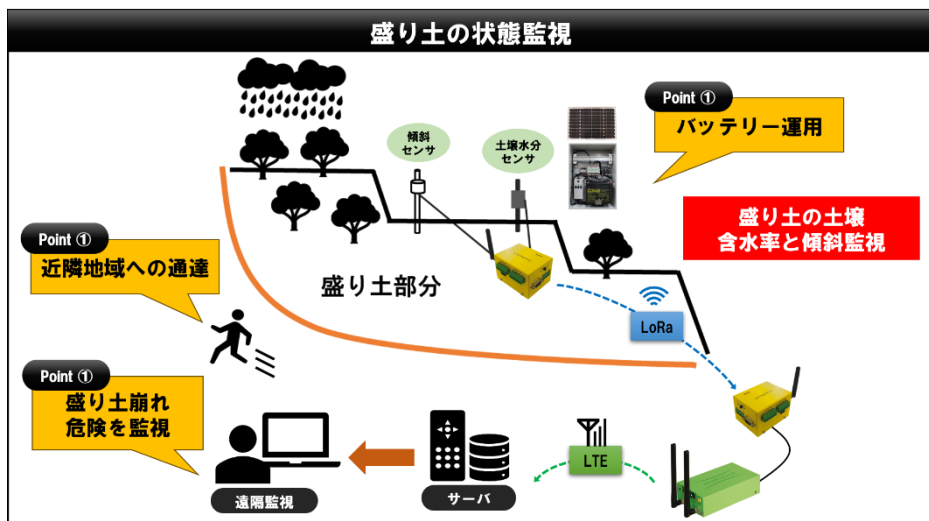 盛り土の状態監視
Point ①
バッテリー運用
傾斜
センサ
土壌水分
センサ
盛り土の土壌
含水率と傾斜監視
Point ①
近隣地域への通達
盛り土部分
LoRa
Point ①
盛り土崩れ
危険を監視
LTE
遠隔監視
サーバ